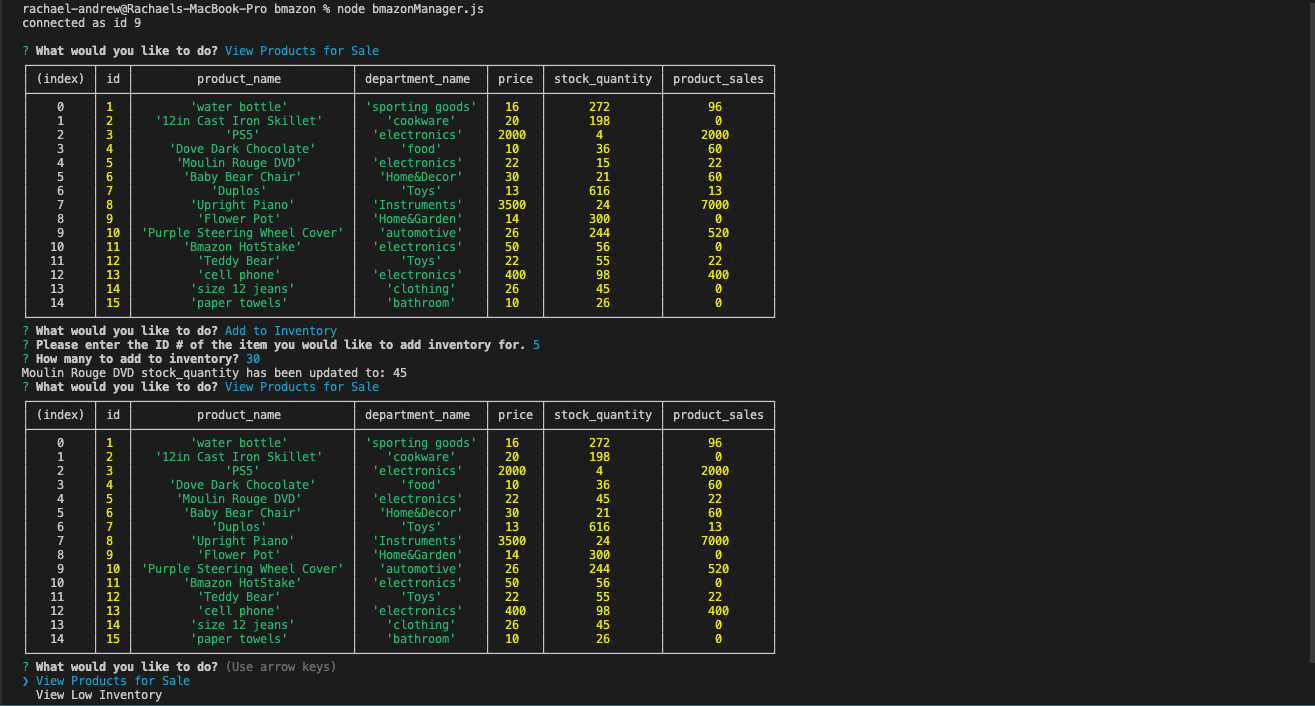 rachael-andrew@Rachaels-MacBook-Pro bmazon % node bmazonManager.js
connected as id 9
? What would you like to do? View Products for Sale
(index) id product_name department_name price stock_quantity product_sales
0 1 'water bottle' 'sporting goods' 16 272 96
1 2 '12in Cast Iron Skillet' 'cookware' 20 198 0
2 3 'PS5' 'electronics' 2000 4 2000
3 4 'Dove Dark Chocolate' 'food' 10 36 60
4 5 'Moulin Rouge DVD' 'electronics' 22 15 22
5 6 'Baby Bear Chair' 'Home&Decor' 30 21 60
6 7 'Duplos' 'Toys' 13 616 13
7 8 'Upright Piano' 'Instruments' 3500 24 7000
8 9 'Flower Pot' 'Home&Garden' 14 300 0
9 10 'Purple Steering Wheel Cover' 'automotive' 26 244 520
10 11 'Bmazon HotStake' 'electronics' 50 56 0
11 12 'Teddy Bear' 'Toys' 22 55 22
12 13 'cell phone' 'electronics' 400 98 400
13 14 'size 12 jeans' 'clothing' 26 45 0
14 15 'paper towels' 'bathroom' 10 26 0
? What would you like to do? Add to Inventory
? Please enter the ID # of the item you would like to add inventory for. 5
? How many to add to inventory? 30
Moulin Rouge DVD stock_quantity has been updated to: 45
? What would you like to do? View Products for Sale
(index) id product_name department_name price stock_quantity product_sales
0 1 'water bottle' 'sporting goods' 16 272 96
1 2 '12in Cast Iron Skillet' 'cookware' 20 198 0
2 3 'PS5' 'electronics' 2000 4 2000
3 4 'Dove Dark Chocolate' 'food' 10 36 60
4 5 'Moulin Rouge DVD' 'electronics' 22 45 22
5 6 'Baby Bear Chair' 'Home&Decor' 30 21 60
6 7 'Duplos' 'Toys' 13 616 13
7 8 'Upright Piano' 'Instruments' 3500 24 7000
8 9 'Flower Pot' 'Home&Garden' 14 300 0
9 10 'Purple Steering Wheel Cover' 'automotive' 26 244 520
10 11 'Bmazon HotStake' 'electronics' 50 56 0
11 12 'Teddy Bear' 'Toys' 22 55 22
12 13 'cell phone' 'electronics' 400 98 400
13 14 'size 12 jeans' 'clothing' 26 45 0
14 15 'paper towels' 'bathroom' 10 26 0
? What would you like to do? (Use arrow keys)
❯ View Products for Sale
View Low Inventory